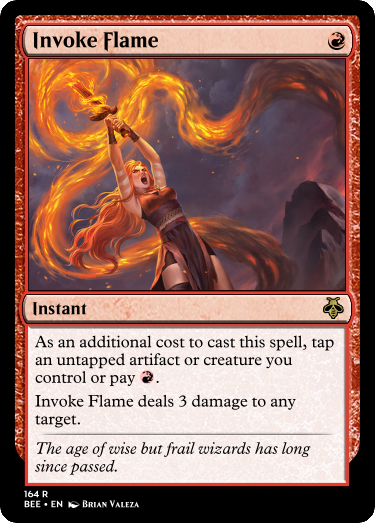 Invoke Flame
Instant
As an additional cost to cast this spell, tap
an untapped artifact or creature you
control or pay R.
Invoke Flame deals 3 damage to any
target.
The age of wise but frail wizards has long
since passed.
164 R
BEE • EN Brian Valeza